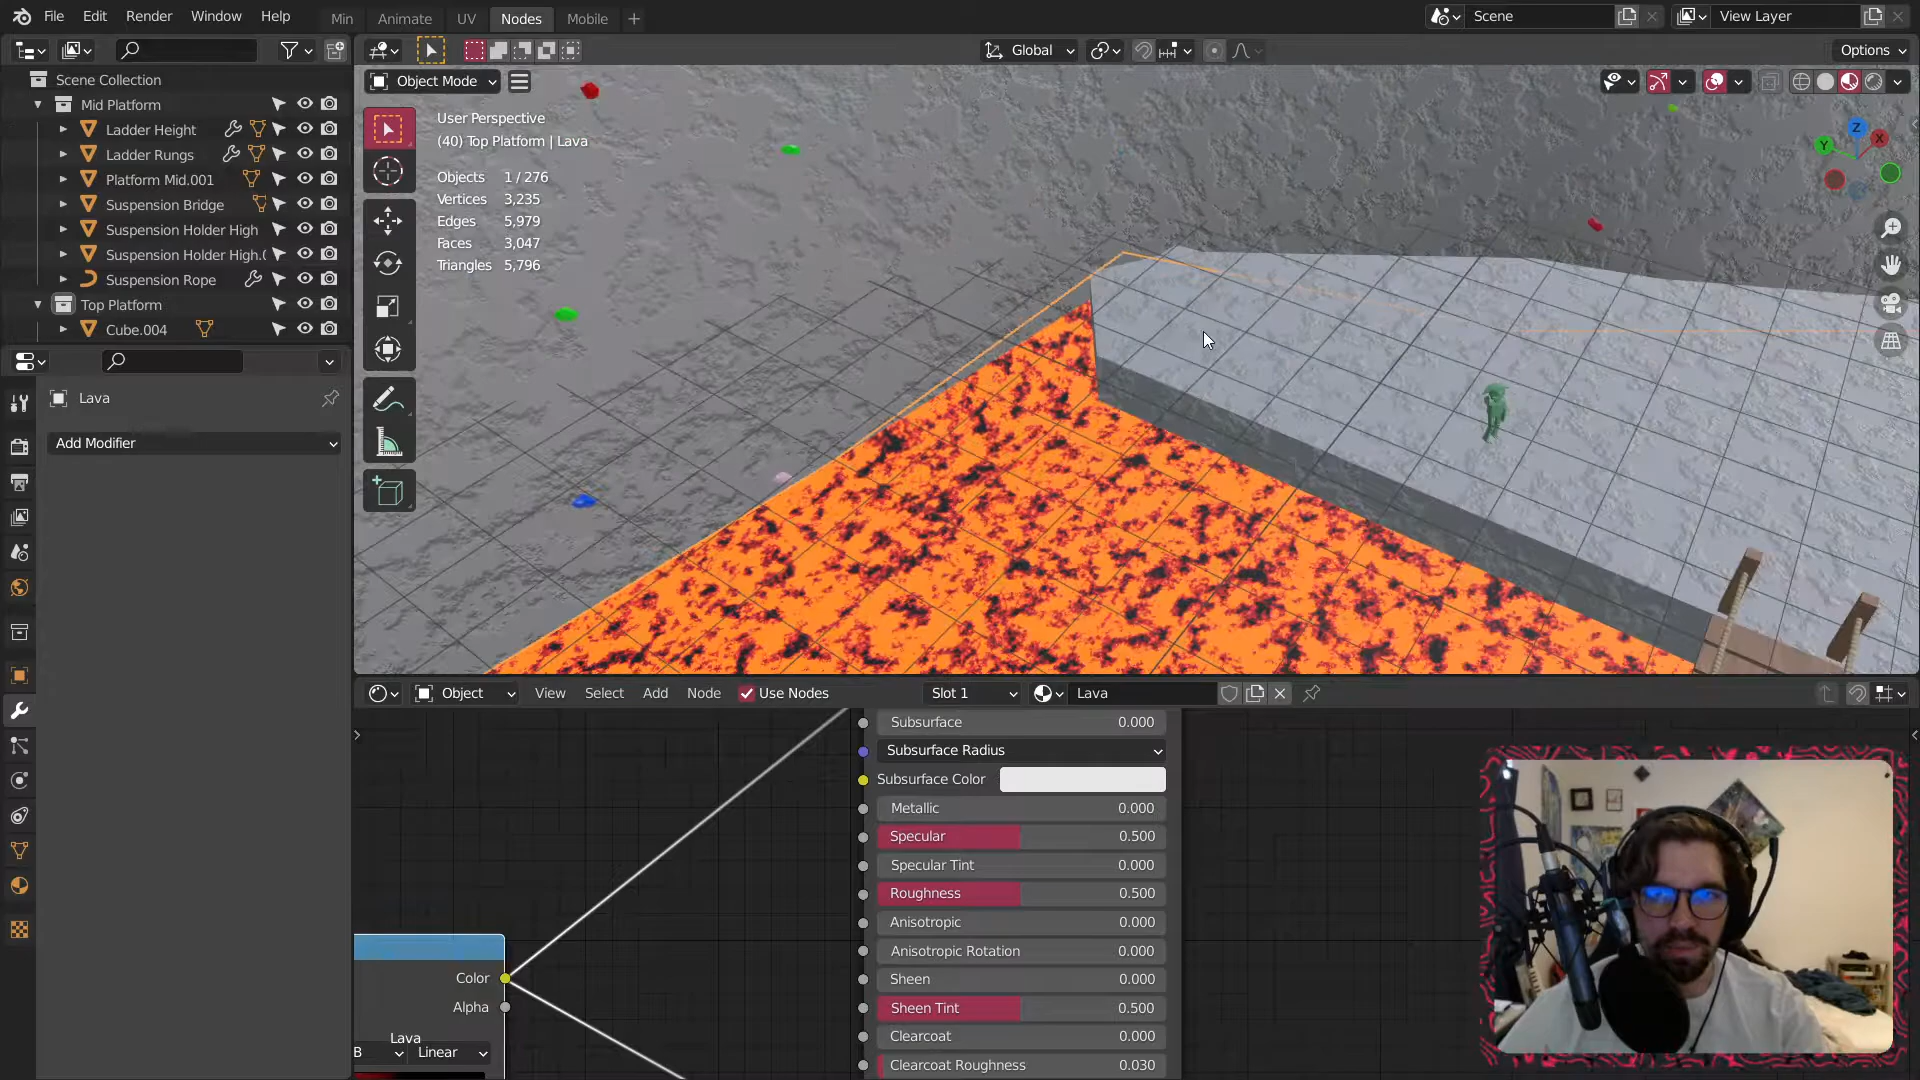 File Edit Render Window Help Min Animate UV Nodes Mobile Scene View Layer
Global Options
Scene Collection
Mid Platform
Ladder Height
Ladder Rungs
Platform Mid.001
Suspension Bridge
Suspension Holder High
Suspension Holder High.0
Suspension Rope
Top Platform
Cube.004
Lava
Add Modifier
Object Mode
User Perspective
(40) Top Platform | Lava
Objects 1 / 276
Vertices 3,235
Edges 5,979
Faces 3,047
Triangles 5,796
Z
X
Y
Object View Select Add Node Use Nodes Slot 1 Lava
Subsurface 0.000
Subsurface Radius
Subsurface Color
Metallic 0.000
Specular 0.500
Specular Tint 0.000
Roughness 0.500
Anisotropic 0.000
Anisotropic Rotation 0.000
Sheen 0.000
Sheen Tint 0.500
Clearcoat 0.000
Clearcoat Roughness 0.030
Color
Alpha
Lava
B Linear